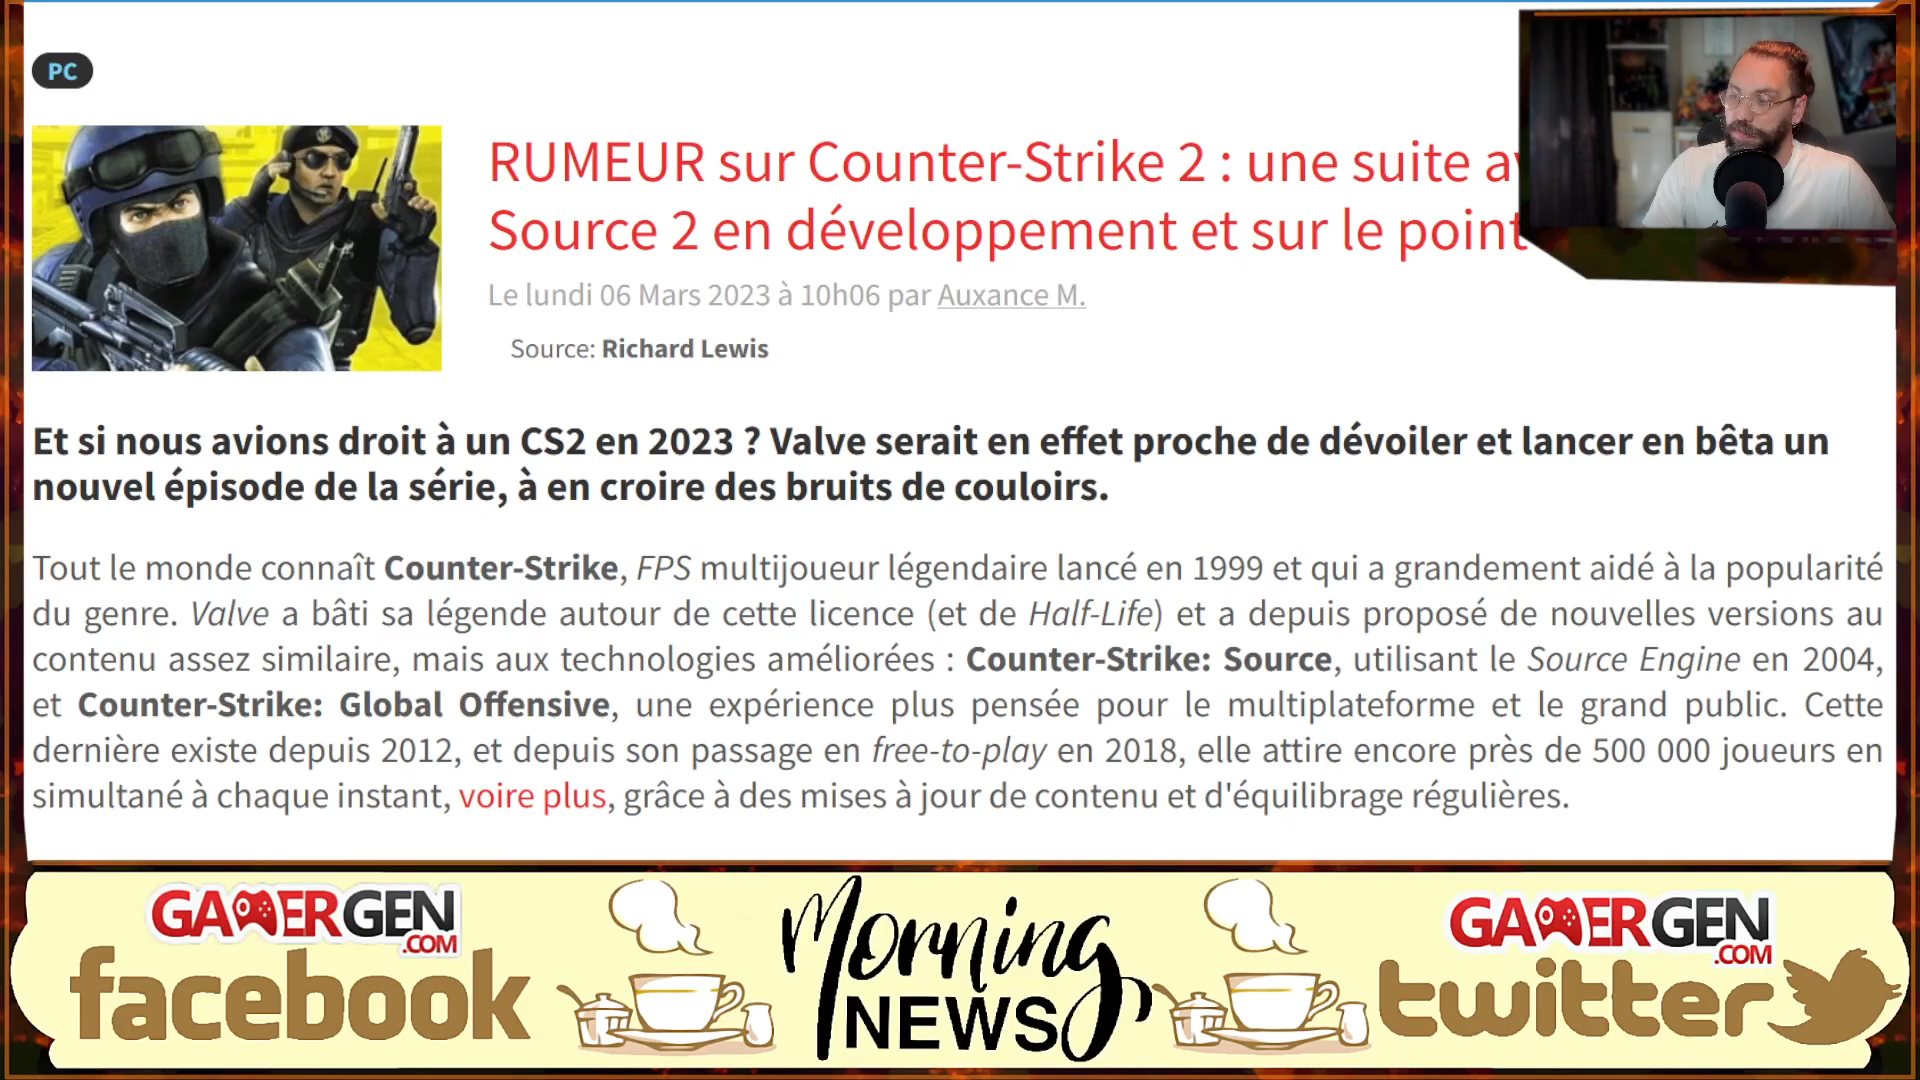 PC
RUMEUR sur Counter-Strike 2 : une suite
Source 2 en développement et sur le point
Le lundi 06 Mars 2023 à 10h06 par Auxance M.
Source: Richard Lewis
Et si nous avions droit à un CS2 en 2023 ? Valve serait en effet proche de dévoiler et lancer en bêta un
nouvel épisode de la série, à en croire des bruits de couloirs.
Tout le monde connaît Counter-Strike, FPS multijoueur légendaire lancé en 1999 et qui a grandement aidé à la popularité
du genre. Valve a bâti sa légende autour de cette licence (et de Half-Life) et a depuis proposé de nouvelles versions au
contenu assez similaire, mais aux technologies améliorées : Counter-Strike: Source, utilisant le Source Engine en 2004,
et Counter-Strike: Global Offensive, une expérience plus pensée pour le multiplateforme et le grand public. Cette
dernière existe depuis 2012, et depuis son passage en free-to-play en 2018, elle attire encore près de 500 000 joueurs en
simultané à chaque instant, voire plus, grâce à des mises à jour de contenu et d'équilibrage régulières.
GAMERGEN
.COM
facebook
Morning
NEWS
GAMERGEN
.COM
twitter